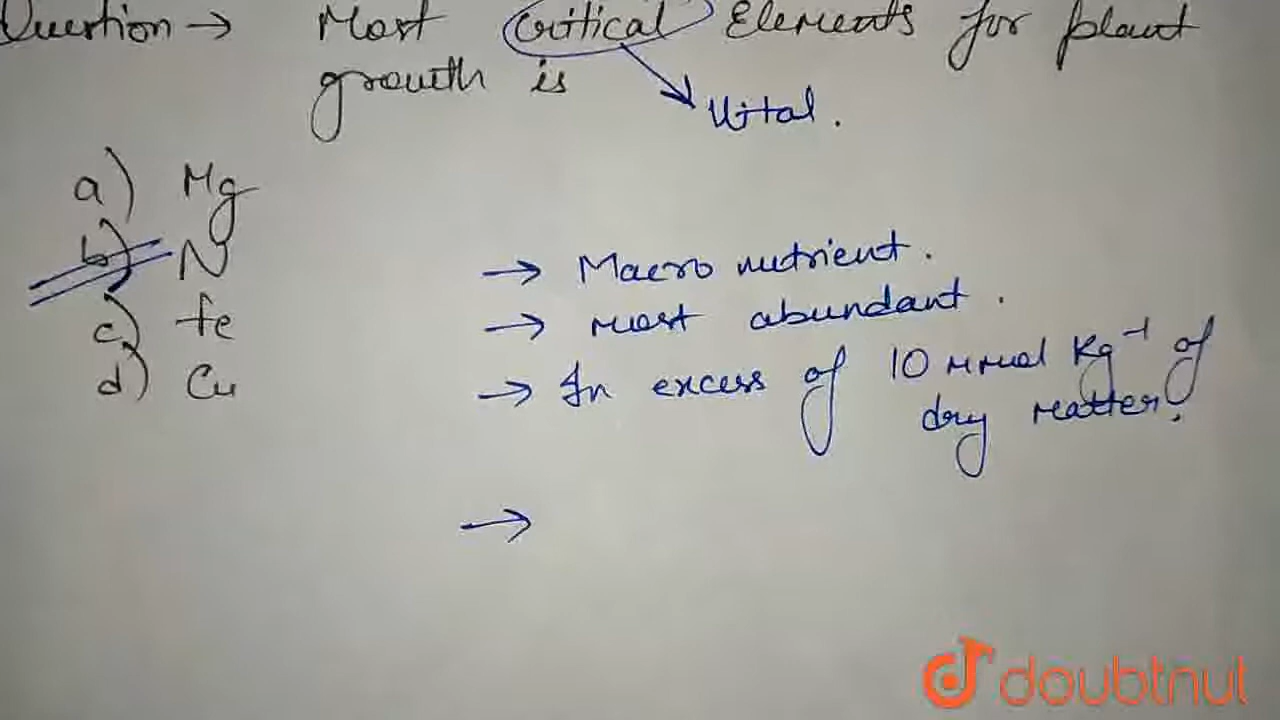 Question → Most Critical Elements for plant
growth is
→ Vital.
a) Mg
b) N
c) fe
d) Cu
→ Macro nutrient.
→ most abundant.
→ In excess of 10 mmol Kg⁻¹ of
dry matter.
→
doubtnut